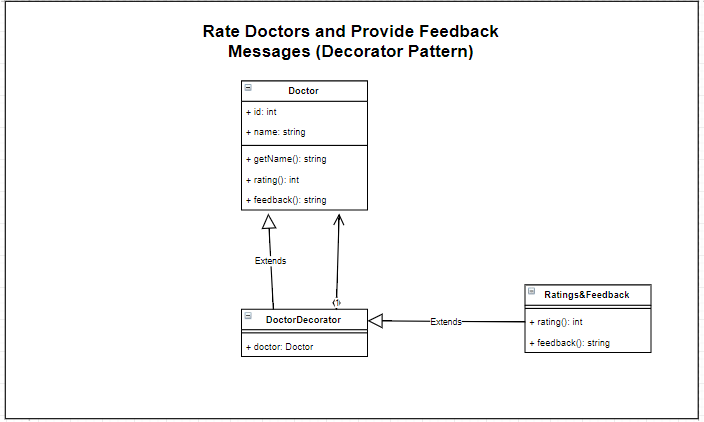 Rate Doctors and Provide Feedback
Messages (Decorator Pattern)
Doctor
+ id: int
+ name: string
+ getName(): string
+ rating(): int
+ feedback(): string
Extends
DoctorDecorator
+ doctor: Doctor
Extends
Ratings&Feedback
+ rating(): int
+ feedback(): string